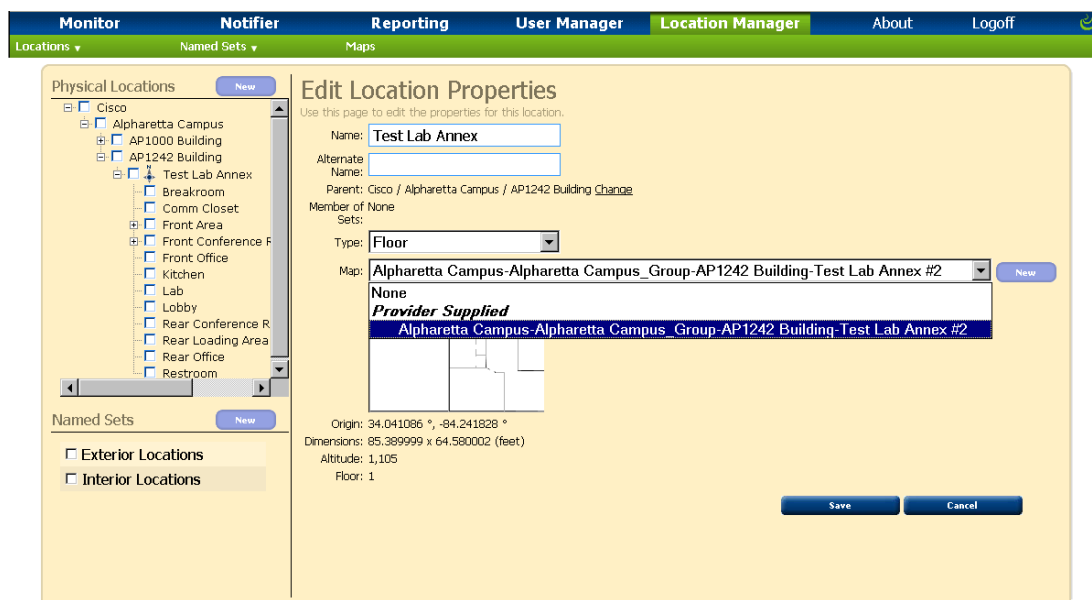 Monitor Notifier Reporting User Manager Location Manager About Logoff
Locations Named Sets Maps
Physical Locations New
Cisco
Alpharetta Campus
AP1000 Building
AP1242 Building
N Test Lab Annex
Breakroom
Comm Closet
Front Area
Front Conference R
Front Office
Kitchen
Lab
Lobby
Rear Conference R
Rear Loading Area
Rear Office
Restroom
Named Sets New
Exterior Locations
Interior Locations
Edit Location Properties
Use this page to edit the properties for this location.
Name: Test Lab Annex
Alternate
Name:
Parent: Cisco / Alpharetta Campus / AP1242 Building Change
Member of None
Sets:
Type: Floor
Map: Alpharetta Campus-Alpharetta Campus_Group-AP1242 Building-Test Lab Annex #2 New
None
Provider Supplied
Alpharetta Campus-Alpharetta Campus_Group-AP1242 Building-Test Lab Annex #2
Origin: 34.041086 °, -84.241828 °
Dimensions: 85.389999 x 64.580002 (feet)
Altitude: 1,105
Floor: 1
Save Cancel